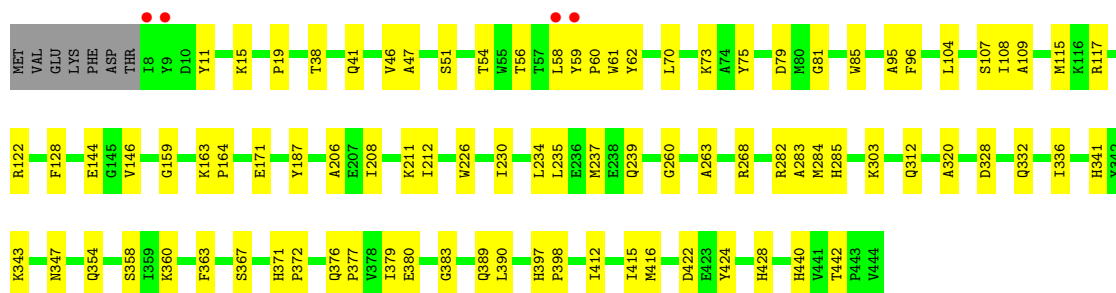 MET VAL GLU LYS PHE ASP THR I8 Y9 D10 Y11 K15 P19 T38 Q41 V46 A47 S51 T54 W55 T56 T57 L58 Y59 P60 W61 Y62 L70 K73 A74 Y75 D79 M80 G81 W85 A95 F96 L104 S107 I108 A109 M115 K116 R117
R122 F128 E144 G145 V146 G159 K163 P164 E171 Y187 A206 E207 I208 K211 I212 W226 I230 L234 L235 E236 M237 E238 Q239 G260 A263 R268 R282 A283 M284 H285 K303 Q312 A320 D328 Q332 I336 H341
K343 N347 Q354 S358 I359 K360 F363 S367 H371 P372 Q376 P377 V378 I379 E380 G383 Q389 L390 H397 P398 I412 I415 M416 D422 E423 Y424 H428 H440 V441 T442 P443 V444